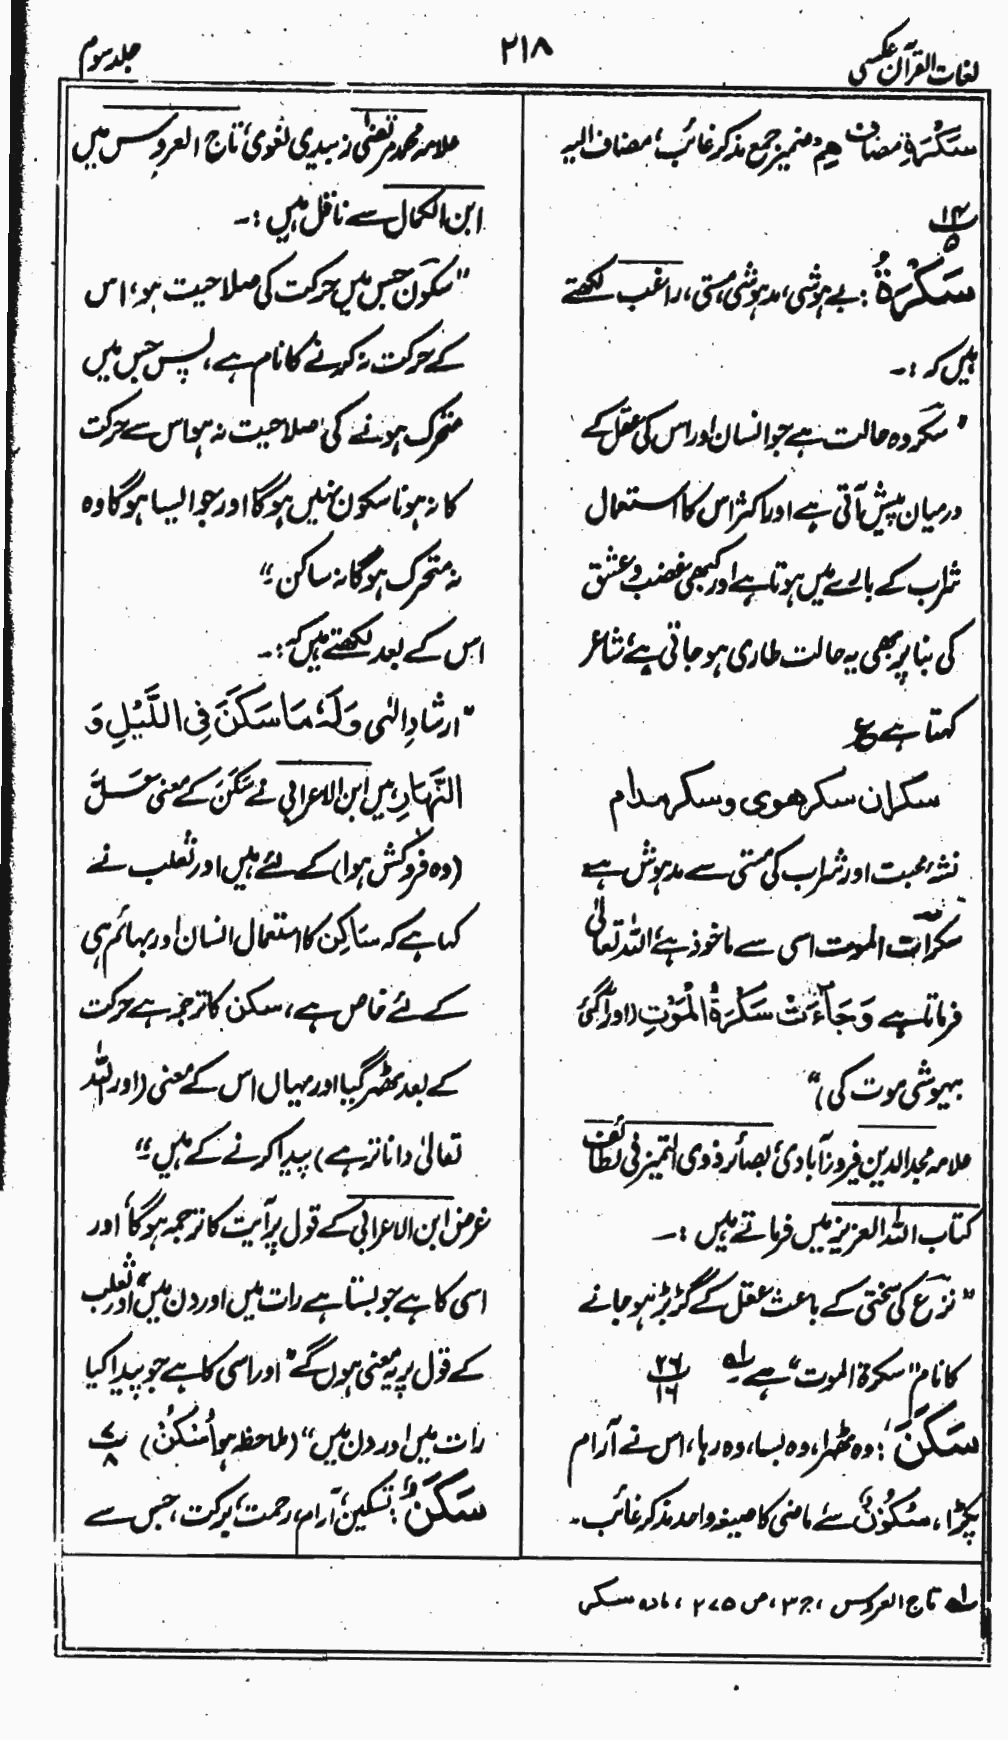 لغات القرآن عکسی
۲۱۸
جلد سوم
سَكْرَةِ مضاف هِمْ ضمیر جمع مذکر غائب، مضاف الیہ
۱۴
۵
سَكْرَةُ : بے ہوشی، مدہوشی، مستی، راغب لکھتے
ہیں کہ :۔
" سکر وہ حالت ہے جو انسان اور اس کی عقل کے
درمیان پیش آتی ہے اور اکثر اس کا استعمال
شراب کے بارے میں ہوتا ہے اور کبھی غضب و عشق
کی بنا پر بھی یہ حالت طاری ہو جاتی ہے، شاعر
کہتا ہے ع
سکران سکر هوی و سکر مدام
نشۂ محبت اور شراب کی مستی سے مدہوش ہے
سکرات الموت اسی سے ماخوذ ہے، اللہ تعالیٰ
فرماتا ہے وَجَاءَتْ سَكْرَةُ الْمَوْتِ (اور آگئی
بیہوشی موت کی)"
علامہ مجد الدین فیروز آبادی، بصائر ذوی التمیز فی لطائف
کتاب اللہ العزیز میں فرماتے ہیں :۔
" نزع کی سختی کے باعث عقل کے گڑبڑ ہو جانے
کا نام "سکرۃ الموت" ہے ۱ہ ۲۶
۱۶
سَكَنَ : وہ ٹھہرا، وہ بسا، وہ رہا، اس نے آرام
پکڑا، سُكُوْنٌ سے ماضی کا صیغہ واحد مذکر غائب۔
علامہ محمد مرتضیٰ زبیدی لغوی، تاج العروس میں
ابن الکمال سے ناقل ہیں :۔
"سکون جس میں حرکت کی صلاحیت ہو، اس
کے حرکت نہ کرنے کا نام ہے، پس جس میں
متحرک ہونے کی صلاحیت نہ ہو اس سے حرکت
کا نہ ہونا سکون نہیں ہوگا اور جو ایسا ہوگا وہ
نہ متحرک ہوگا نہ ساکن "
اس کے بعد لکھتے ہیں کہ :۔
"ارشادِ الٰہی وَلَهٗ مَا سَكَنَ فِی الَّلیْلِ وَ
النَّهَارِ، میں ابن الاعرابی نے سَكَنَ کے معنی حَلَّ
(وہ فروکش ہوا) کے لئے ہیں اور ثعلب نے
کہا ہے کہ سَاكِن کا استعمال انسان اور بہائم ہی
کے لئے خاص ہے، سکن کا ترجمہ ہے حرکت
کے بعد ٹھہر گیا اور یہاں اس کے معنی (اور اللہ
تعالیٰ دانا تر ہے) پیدا کرنے کے ہیں "
غرض ابن الاعرابی کے قول پر آیت کا ترجمہ ہوگا، اور
اسی کا ہے جو بستا ہے رات میں اور دن میں" اور ثعلب
کے قول پر یہ معنی ہوں گے " اور اسی کا ہے جو پیدا کیا
رات میں اور دن میں" (ملاحظہ ہو اُسْكُنْ) ۷
۸
سَكَنٌ : تسکین، آرام، رحمت، برکت، جس سے
۱ہ تاج العروس، ج ۳، ص ۲۷۵، مادہ سکر